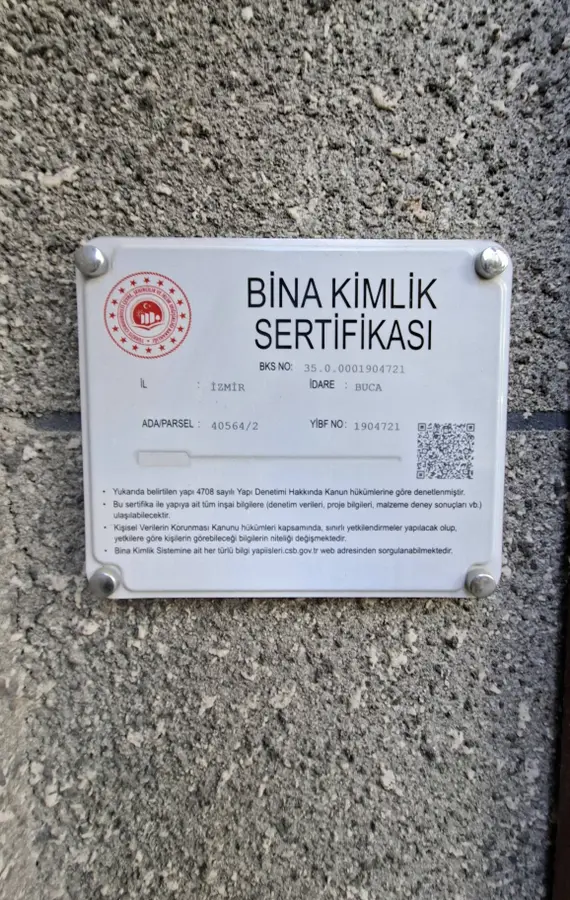 BİNA KİMLİK
SERTİFİKASI
BKS NO: 35.0.0001904721
İL : İZMİR İDARE : BUCA
ADA/PARSEL : 40564/2 YİBF NO : 1904721
• Yukarıda belirtilen yapı 4708 sayılı Yapı Denetimi Hakkında Kanun hükümlerine göre denetlenmiştir.
• Bu sertifika ile yapıya ait tüm inşai bilgilere (denetim verileri, proje bilgileri, malzeme deney sonuçları vb.)
ulaşılabilecektir.
• Kişisel Verilerin Korunması Kanunu hükümleri kapsamında, sınırlı yetkilendirmeler yapılacak olup,
yetkilere göre kişilerin görebileceği bilgilerin niteliği değişmektedir.
• Bina Kimlik Sistemine ait her türlü bilgi yapiisleri.csb.gov.tr web adresinden sorgulanabilmektedir.